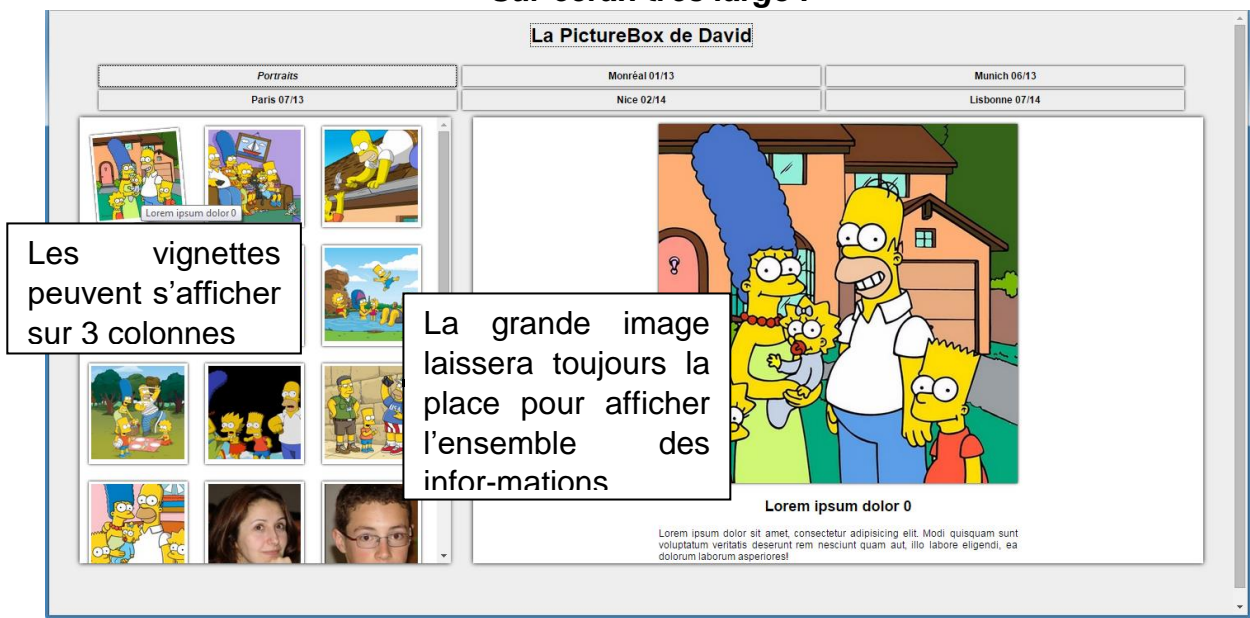 Sur écran très large :
La PictureBox de David
Portraits
Monréal 01/13
Munich 06/13
Paris 07/13
Nice 02/14
Lisbonne 07/14
Lorem ipsum dolor 0
Les vignettes
peuvent s’afficher
sur 3 colonnes
La grande image
laissera toujours la
place pour afficher
l’ensemble des
infor-mations
Lorem ipsum dolor 0
Lorem ipsum dolor sit amet, consectetur adipisicing elit. Modi quisquam sunt
voluptatum veritatis deserunt rem nesciunt quam aut, illo labore eligendi, ea
dolorum laborum asperiores!